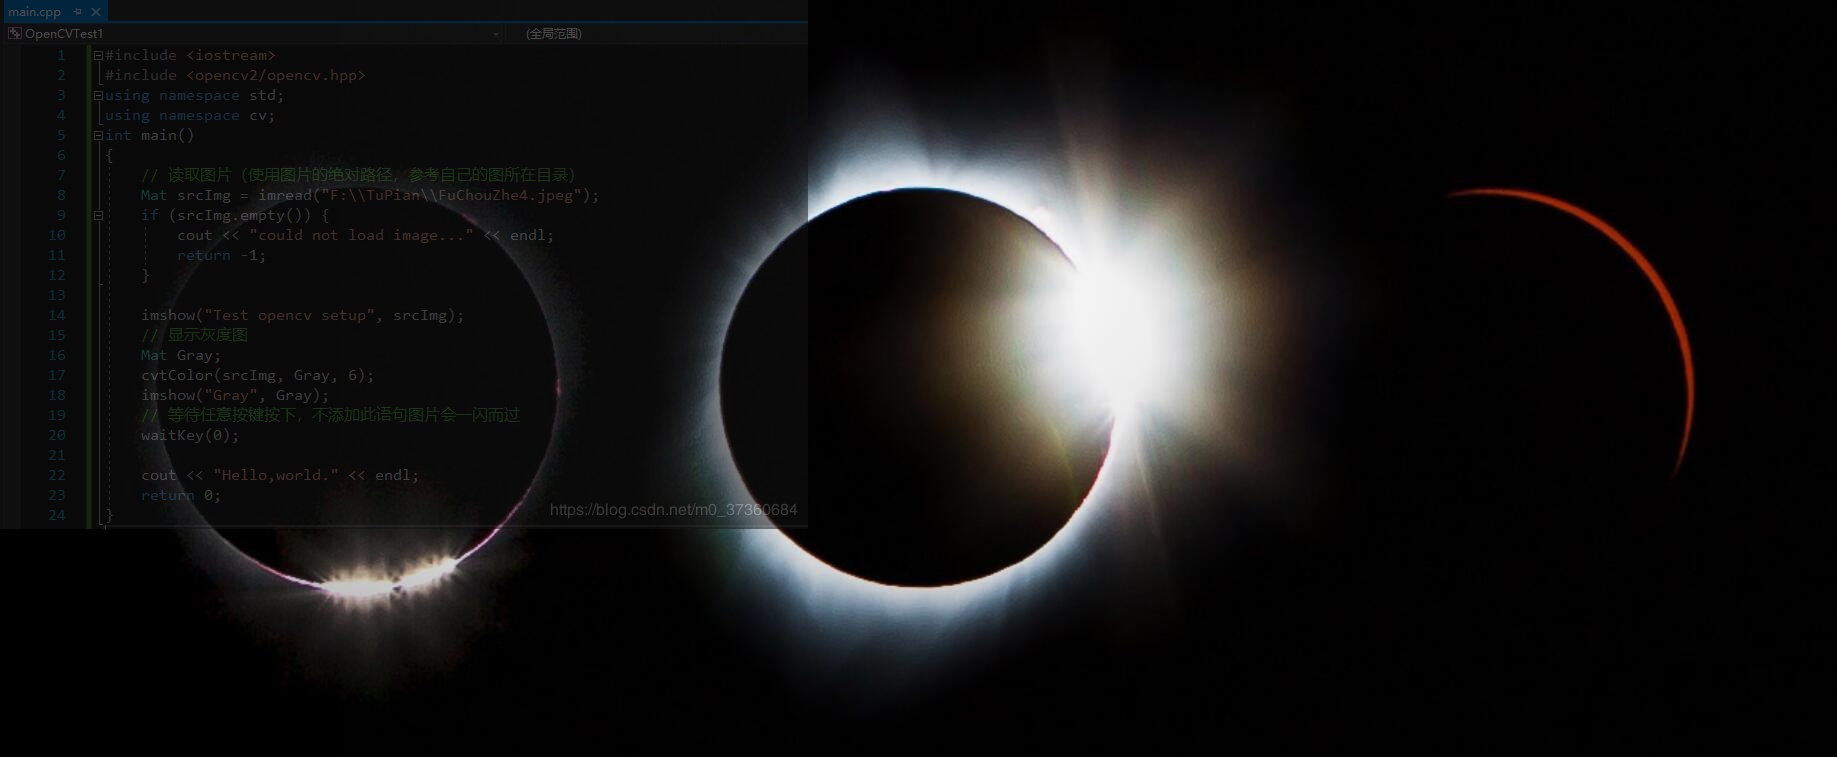 main.cpp
OpenCVTest1 (全局范围)
1 #include <iostream>
2 #include <opencv2/opencv.hpp>
3 using namespace std;
4 using namespace cv;
5 int main()
6 {
7 // 读取图片（使用图片的绝对路径，参考自己的图所在目录）
8 Mat srcImg = imread("F:\\TuPian\\FuChouZhe4.jpeg");
9 if (srcImg.empty()) {
10 cout << "could not load image..." << endl;
11 return -1;
12 }
13
14 imshow("Test opencv setup", srcImg);
15 // 显示灰度图
16 Mat Gray;
17 cvtColor(srcImg, Gray, 6);
18 imshow("Gray", Gray);
19 // 等待任意按键按下，不添加此语句图片会一闪而过
20 waitKey(0);
21
22 cout << "Hello,world." << endl;
23 return 0;
24 }
https://blog.csdn.net/m0_37360684